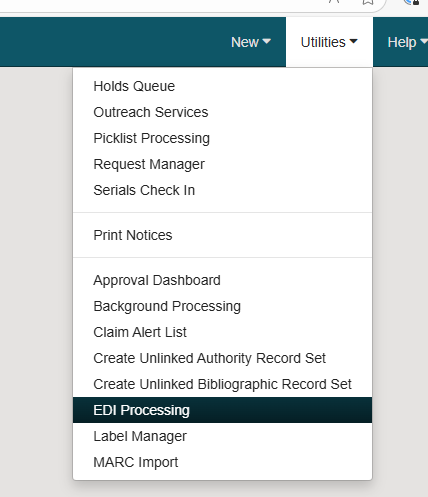 New Utilities Help
Holds Queue
Outreach Services
Picklist Processing
Request Manager
Serials Check In
Print Notices
Approval Dashboard
Background Processing
Claim Alert List
Create Unlinked Authority Record Set
Create Unlinked Bibliographic Record Set
EDI Processing
Label Manager
MARC Import